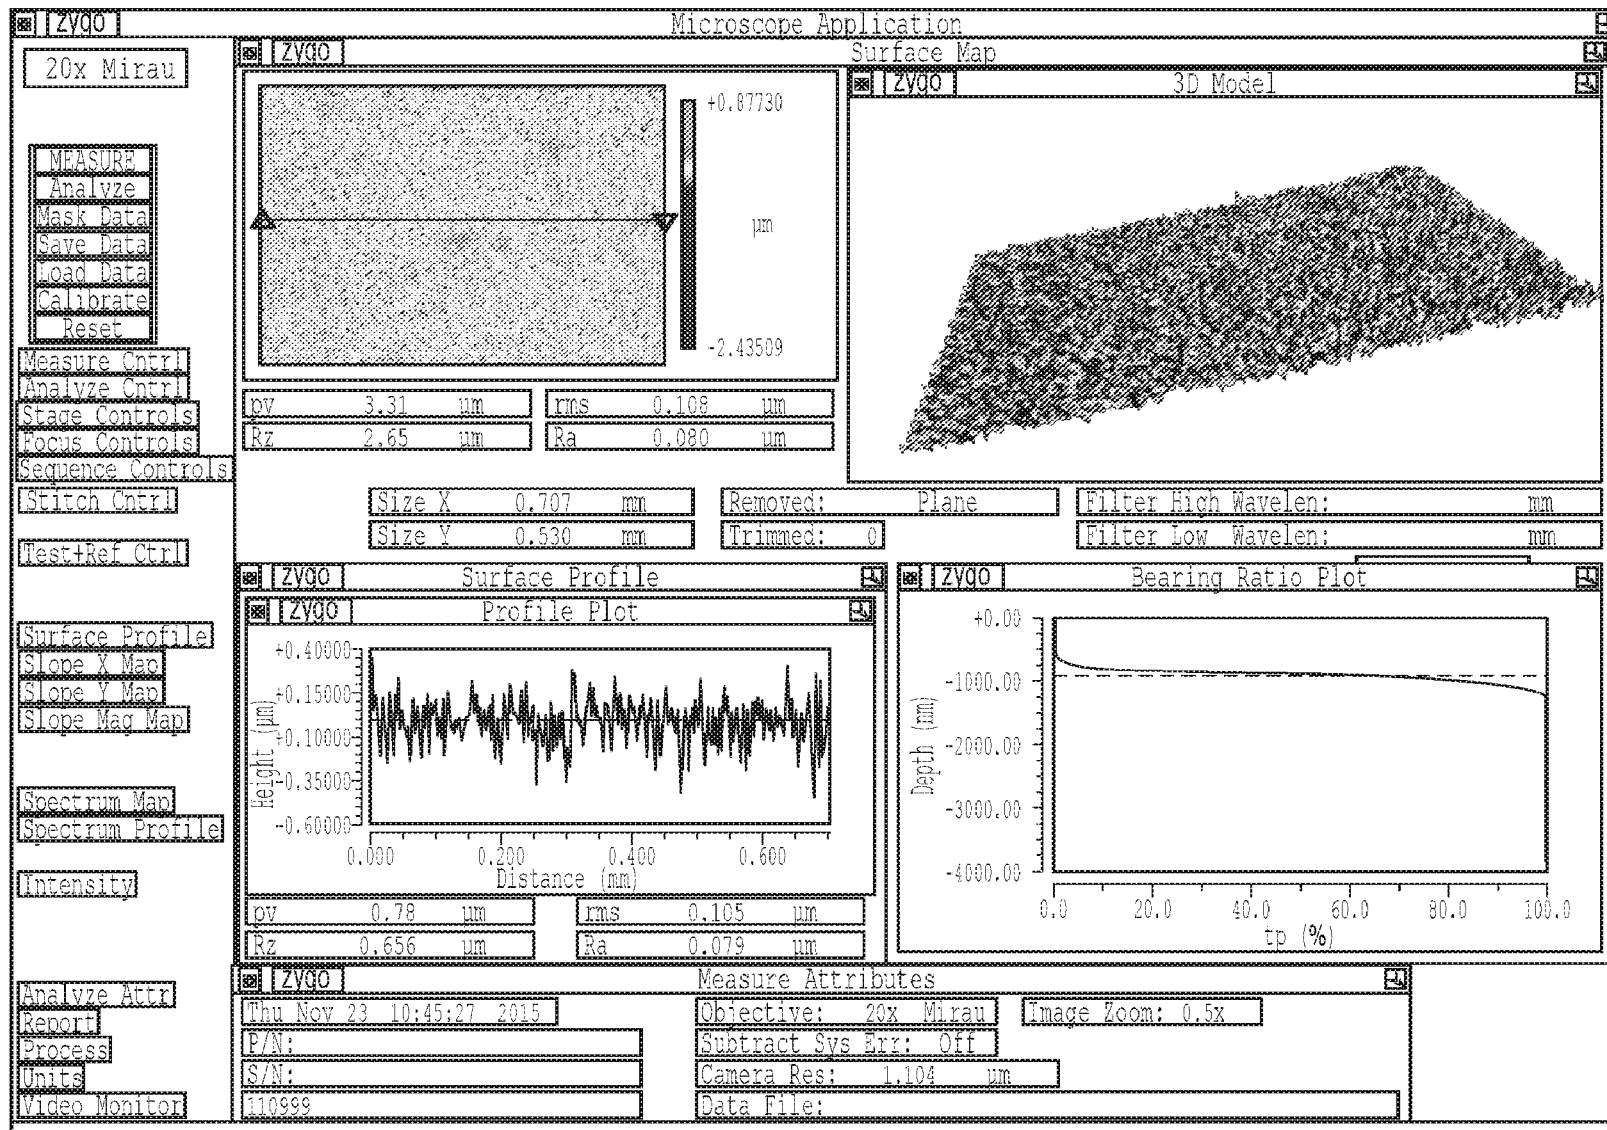 zygo Microscope Application
20x Mirau
MEASURE
Analyze
Mask Data
Save Data
Load Data
Calibrate
Reset
Measure Cntrl
Analyze Cntrl
Stage Controls
Focus Controls
Sequence Controls
Stitch Cntrl
Test+Ref Ctrl
Surface Profile
Slope X Map
Slope Y Map
Slope Mag Map
Spectrum Map
Spectrum Profile
Intensity
Analyze Attr
Report
Process
Units
Video Monitor
zygo Surface Map
+0.87730
µm
-2.43509
pv 3.31 µm
rms 0.108 µm
Rz 2.65 µm
Ra 0.080 µm
zygo 3D Model
Size X 0.707 mm
Removed: Plane
Filter High Wavelen: mm
Size Y 0.530 mm
Trimmed: 0
Filter Low Wavelen: mm
zygo Surface Profile
zygo Profile Plot
Height (µm)
+0.40000
+0.15000
-0.10000
-0.35000
-0.60000
0.000 0.200 0.400 0.600
Distance (mm)
pv 0.78 µm
rms 0.105 µm
Rz 0.656 µm
Ra 0.079 µm
zygo Bearing Ratio Plot
Depth (nm)
+0.00
-1000.00
-2000.00
-3000.00
-4000.00
0.0 20.0 40.0 60.0 80.0 100.0
tp (%)
zygo Measure Attributes
Thu Nov 23 10:45:27 2015
Objective: 20x Mirau
Image Zoom: 0.5x
P/N:
Subtract Sys Err: Off
S/N:
Camera Res: 1.104 µm
110999
Data File: